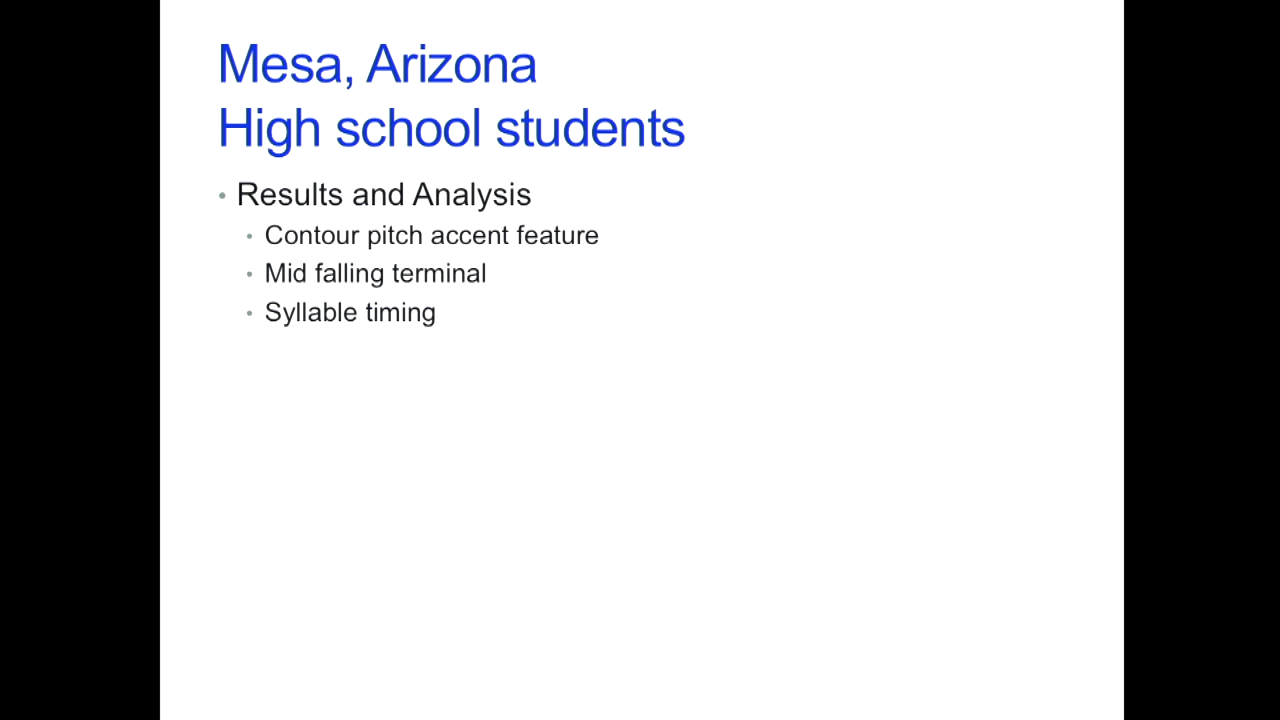 Mesa, Arizona
High school students
• Results and Analysis
• Contour pitch accent feature
• Mid falling terminal
• Syllable timing